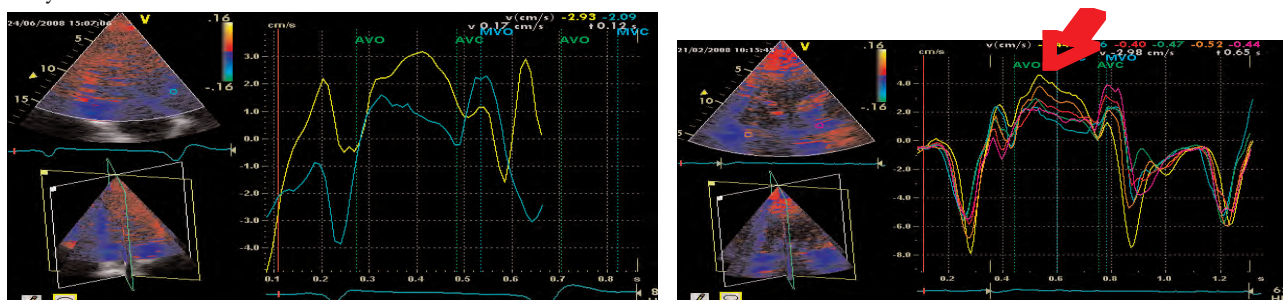 24/06/2008 15:07:06
V
.16
-.16
5
10
15
cm/s
v(cm/s) -2.93 -2.09
v 0.17 cm/s t 0.12 s
AVO AVC MVO AVO MVC
3.0
2.0
1.0
0.0
-1.0
-2.0
-3.0
-4.0
0.1 0.2 0.3 0.4 0.5 0.6 0.7 0.8 s
8
21/02/2008 10:15:45
V
.16
-.16
5
10
cm/s
v(cm/s) -0.40 -0.47 -0.52 -0.44
v -2.98 cm/s t 0.65 s
AVO AVC MVO
4.0
2.0
0.0
-2.0
-4.0
-6.0
-8.0
0.2 0.4 0.6 0.8 1.0 1.2 s
6